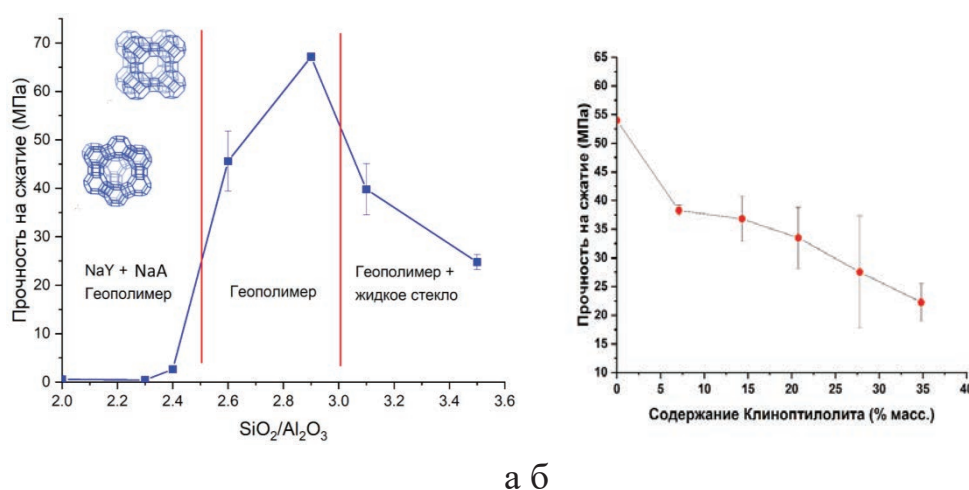 Прочность на сжатие (МПа)
70
60
50
40
30
20
10
0
NaY + NaA
Геополимер
Геополимер
Геополимер +
жидкое стекло
2.0 2.2 2.4 2.6 2.8 3.0 3.2 3.4 3.6
SiO₂/Al₂O₃
Прочность на сжатие (МПа)
65
60
55
50
45
40
35
30
25
20
15
10
0 5 10 15 20 25 30 35 40
Содержание Клиноптилолита (% масс.)
а б